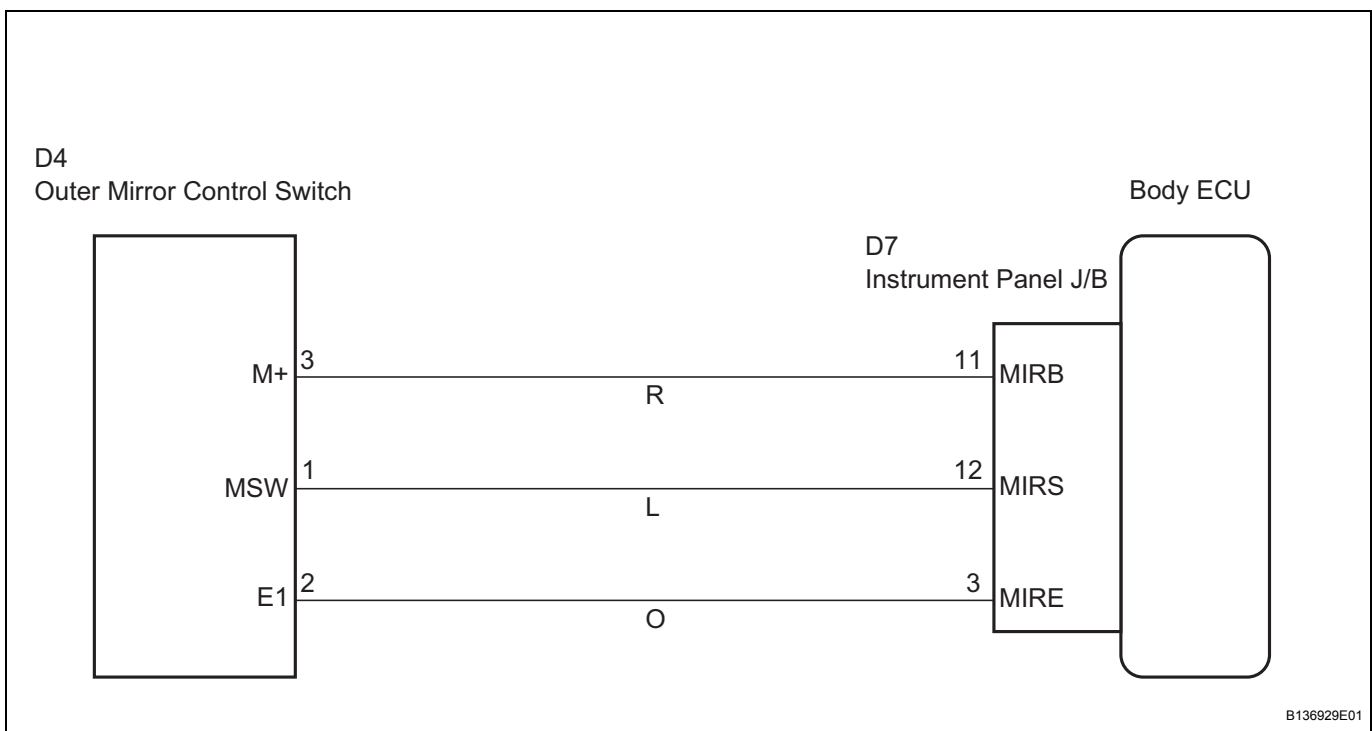 D4
Outer Mirror Control Switch
Body ECU
D7
Instrument Panel J/B
M+ 3 R 11 MIRB
MSW 1 L 12 MIRS
E1 2 O 3 MIRE
B136929E01